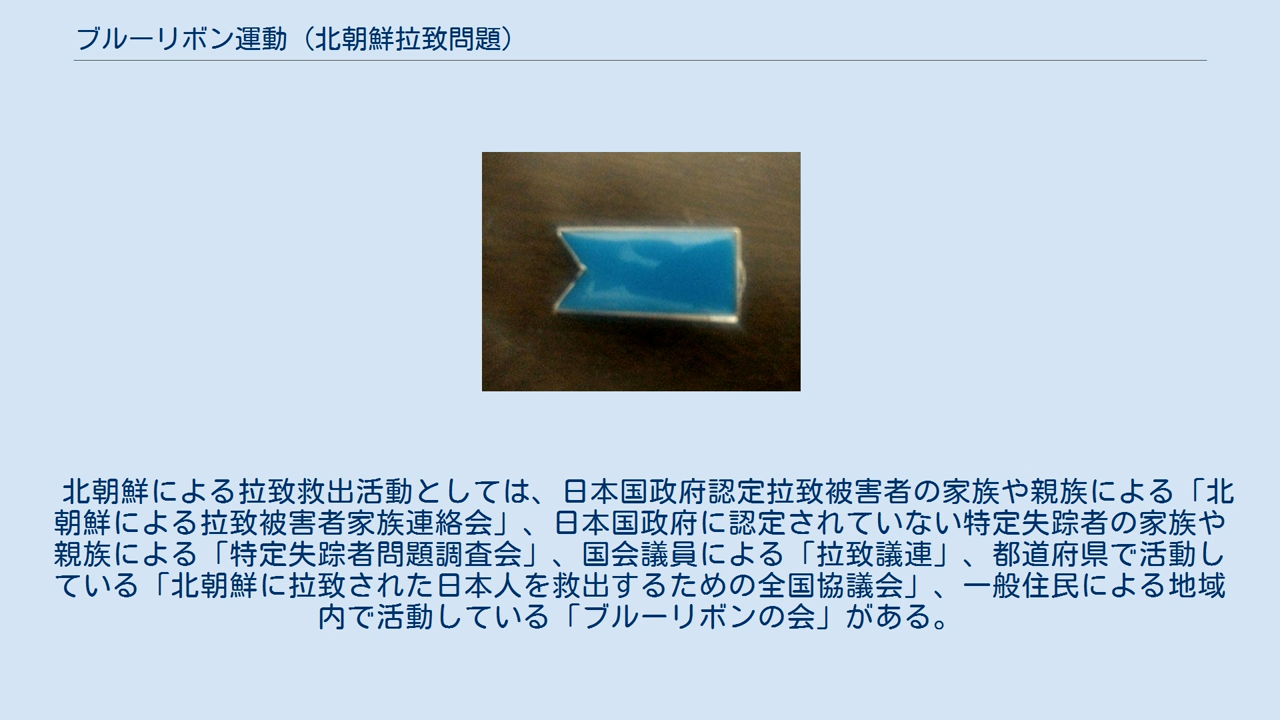 ブルーリボン運動（北朝鮮拉致問題）
北朝鮮による拉致救出活動としては、日本国政府認定拉致被害者の家族や親族による「北
朝鮮による拉致被害者家族連絡会」、日本国政府に認定されていない特定失踪者の家族や
親族による「特定失踪者問題調査会」、国会議員による「拉致議連」、都道府県で活動し
ている「北朝鮮に拉致された日本人を救出するための全国協議会」、一般住民による地域
内で活動している「ブルーリボンの会」がある。